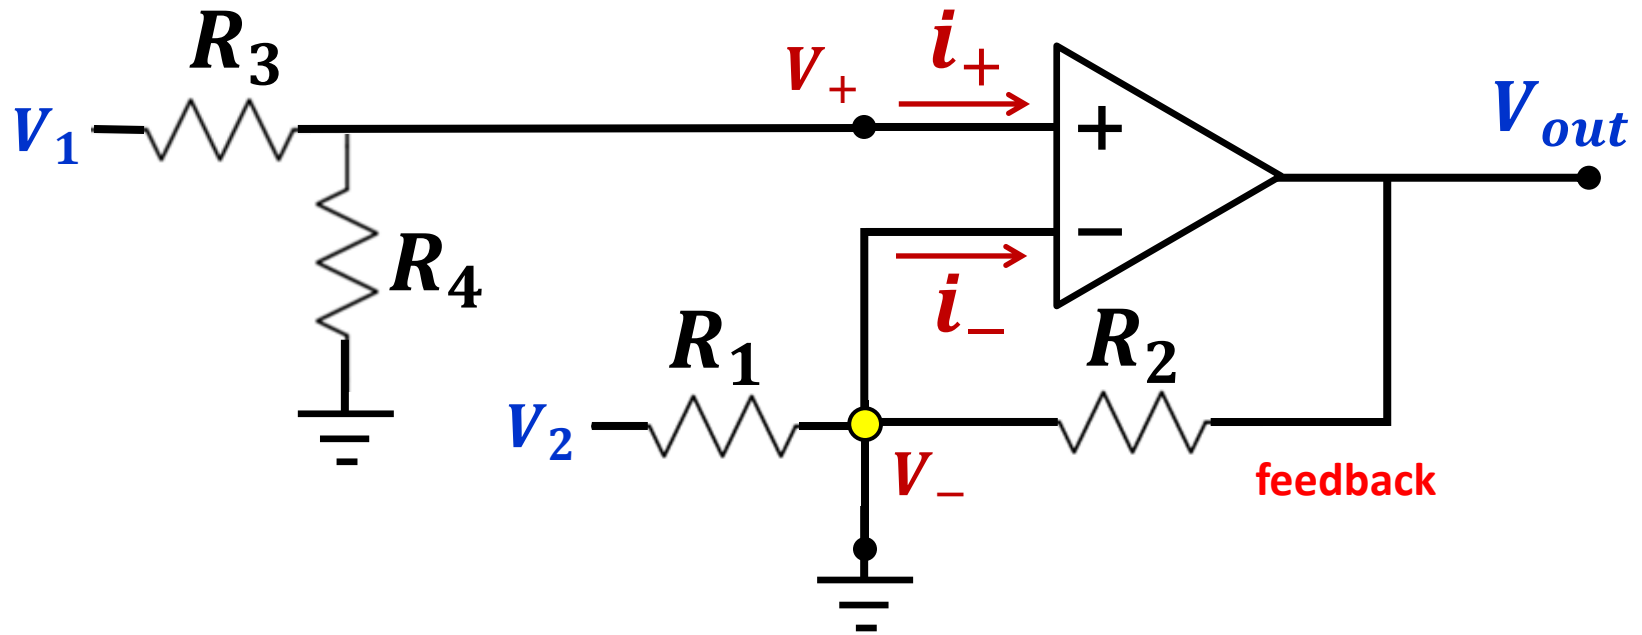 R3
V1
R4
V+
i+
+
−
i−
Vout
R1
V2
V−
R2
feedback